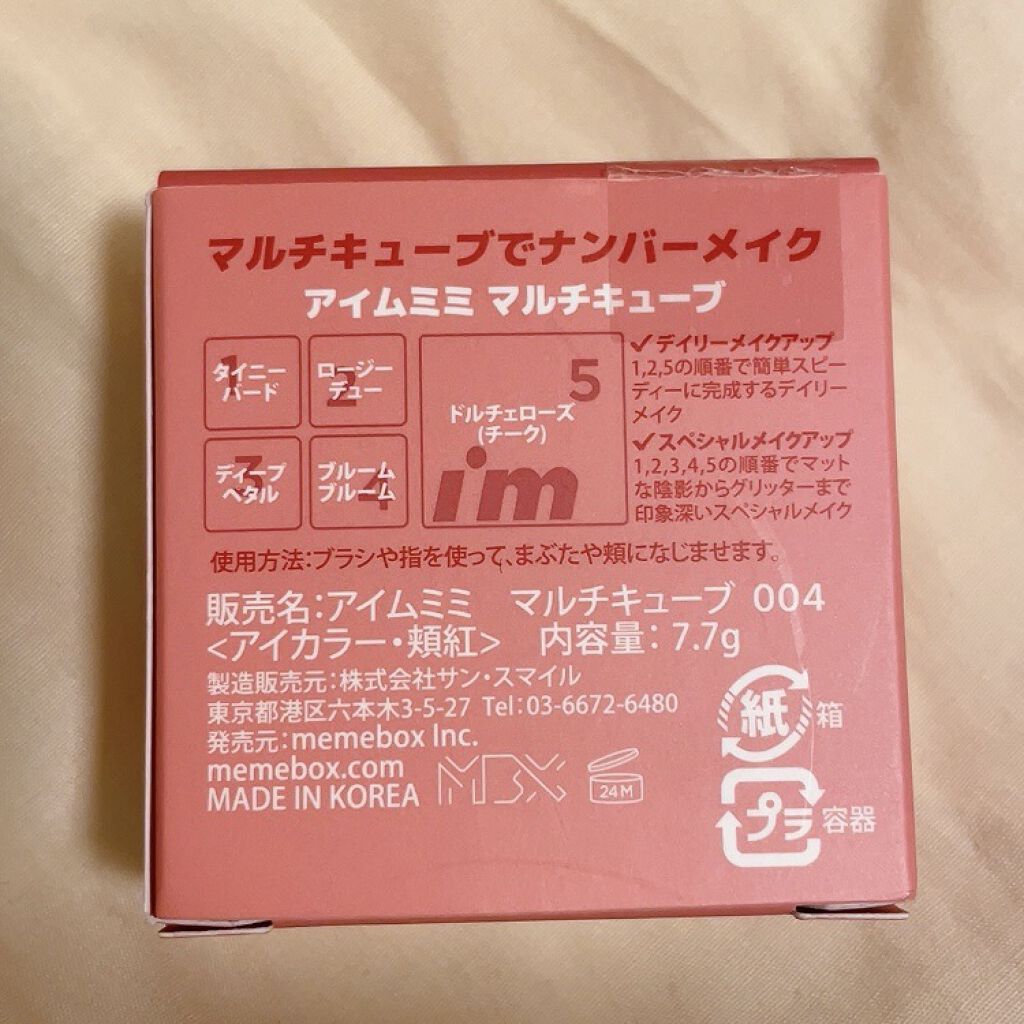 マルチキューブでナンバーメイク
アイムミミ マルチキューブ
1
タイニー
バード
2
ロージー
デュー
3
ディープ
ペタル
4
ブルーム
ブルーム
5
ドルチェローズ
(チーク)
i'm
✓デイリーメイクアップ
1,2,5の順番で簡単スピー
ディーに完成するデイリー
メイク
✓スペシャルメイクアップ
1,2,3,4,5の順番でマット
な陰影からグリッターまで
印象深いスペシャルメイク
使用方法:ブラシや指を使って、まぶたや頬になじませます。
販売名:アイムミミ マルチキューブ 004
<アイカラー・頬紅> 内容量: 7.7g
製造販売元:株式会社サン・スマイル
東京都港区六本木3-5-27 Tel:03-6672-6480
発売元:memebox Inc.
memebox.com
MADE IN KOREA
MBX
24M
紙 箱
プラ 容器